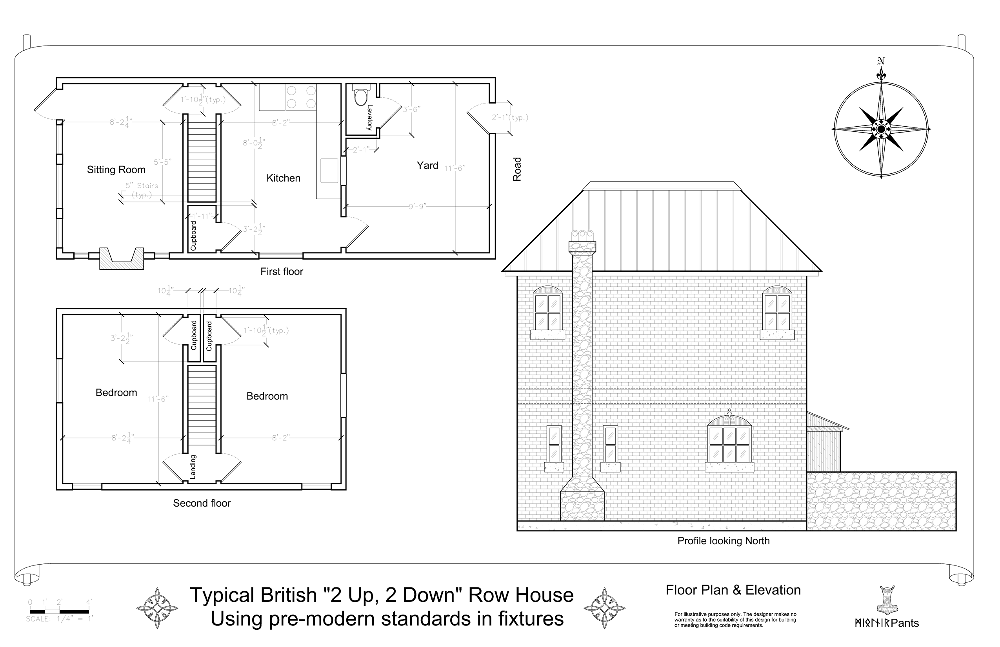 N
1'-10½"(typ.)
3'-6"
Lavatory
2'-1"(typ.)
8'-2¼"
8'-2"
8'-0½"
2'-1"
5'-5"
Sitting Room
Kitchen
Yard
11'-6"
Road
5" Stairs
(typ.)
9'-9"
1'-11"
Cupboard
3'-2½"
First floor
10¼"
10¼"
3'-2½"
Cupboard
Cupboard
1'-10½"(typ.)
Bedroom
11'-6"
Bedroom
8'-2¼"
8'-2"
Landing
Second floor
Profile looking North
Typical British "2 Up, 2 Down" Row House
Using pre-modern standards in fixtures
Floor Plan & Elevation
For illustrative purposes only. The designer makes no
warranty as to the suitability of this design for building
or meeting building code requirements.
0 1' 2' 4'
SCALE: 1/4" = 1'
ᛗᛁᛟᛚᚾᛁᚱPants